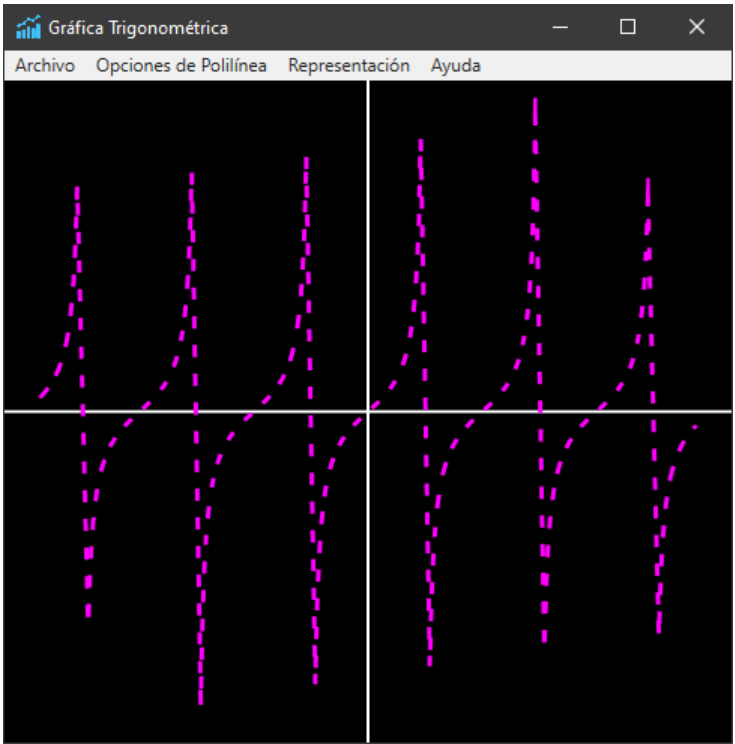 Gráfica Trigonométrica
Archivo Opciones de Polilínea Representación Ayuda